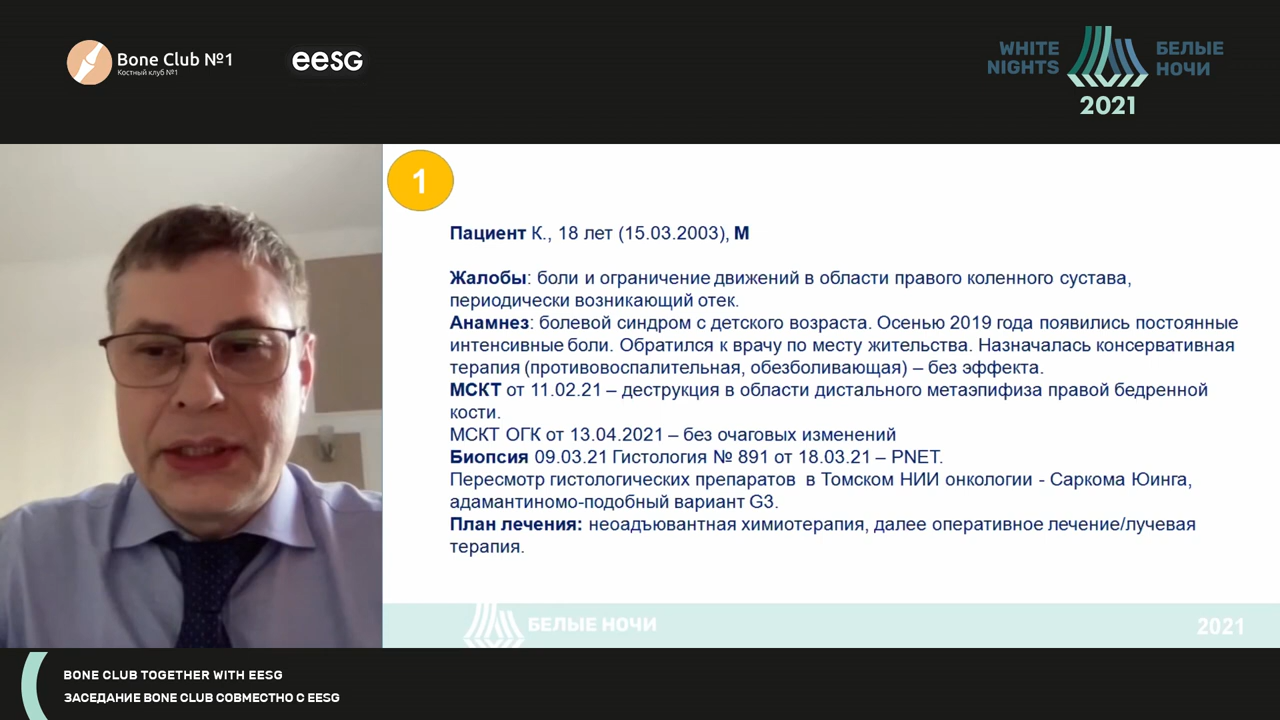 Bone Club №1
Костный клуб №1
eesg
WHITE NIGHTS
БЕЛЫЕ НОЧИ
2021
1
Пациент К., 18 лет (15.03.2003), М
Жалобы: боли и ограничение движений в области правого коленного сустава,
периодически возникающий отек.
Анамнез: болевой синдром с детского возраста. Осенью 2019 года появились постоянные
интенсивные боли. Обратился к врачу по месту жительства. Назначалась консервативная
терапия (противовоспалительная, обезболивающая) – без эффекта.
МСКТ от 11.02.21 – деструкция в области дистального метаэпифиза правой бедренной
кости.
МСКТ ОГК от 13.04.2021 – без очаговых изменений
Биопсия 09.03.21 Гистология № 891 от 18.03.21 – PNET.
Пересмотр гистологических препаратов в Томском НИИ онкологии - Саркома Юинга,
адамантиномо-подобный вариант G3.
План лечения: неоадъювантная химиотерапия, далее оперативное лечение/лучевая
терапия.
БЕЛЫЕ НОЧИ
2021
BONE CLUB TOGETHER WITH EESG
ЗАСЕДАНИЕ BONE CLUB СОВМЕСТНО С EESG